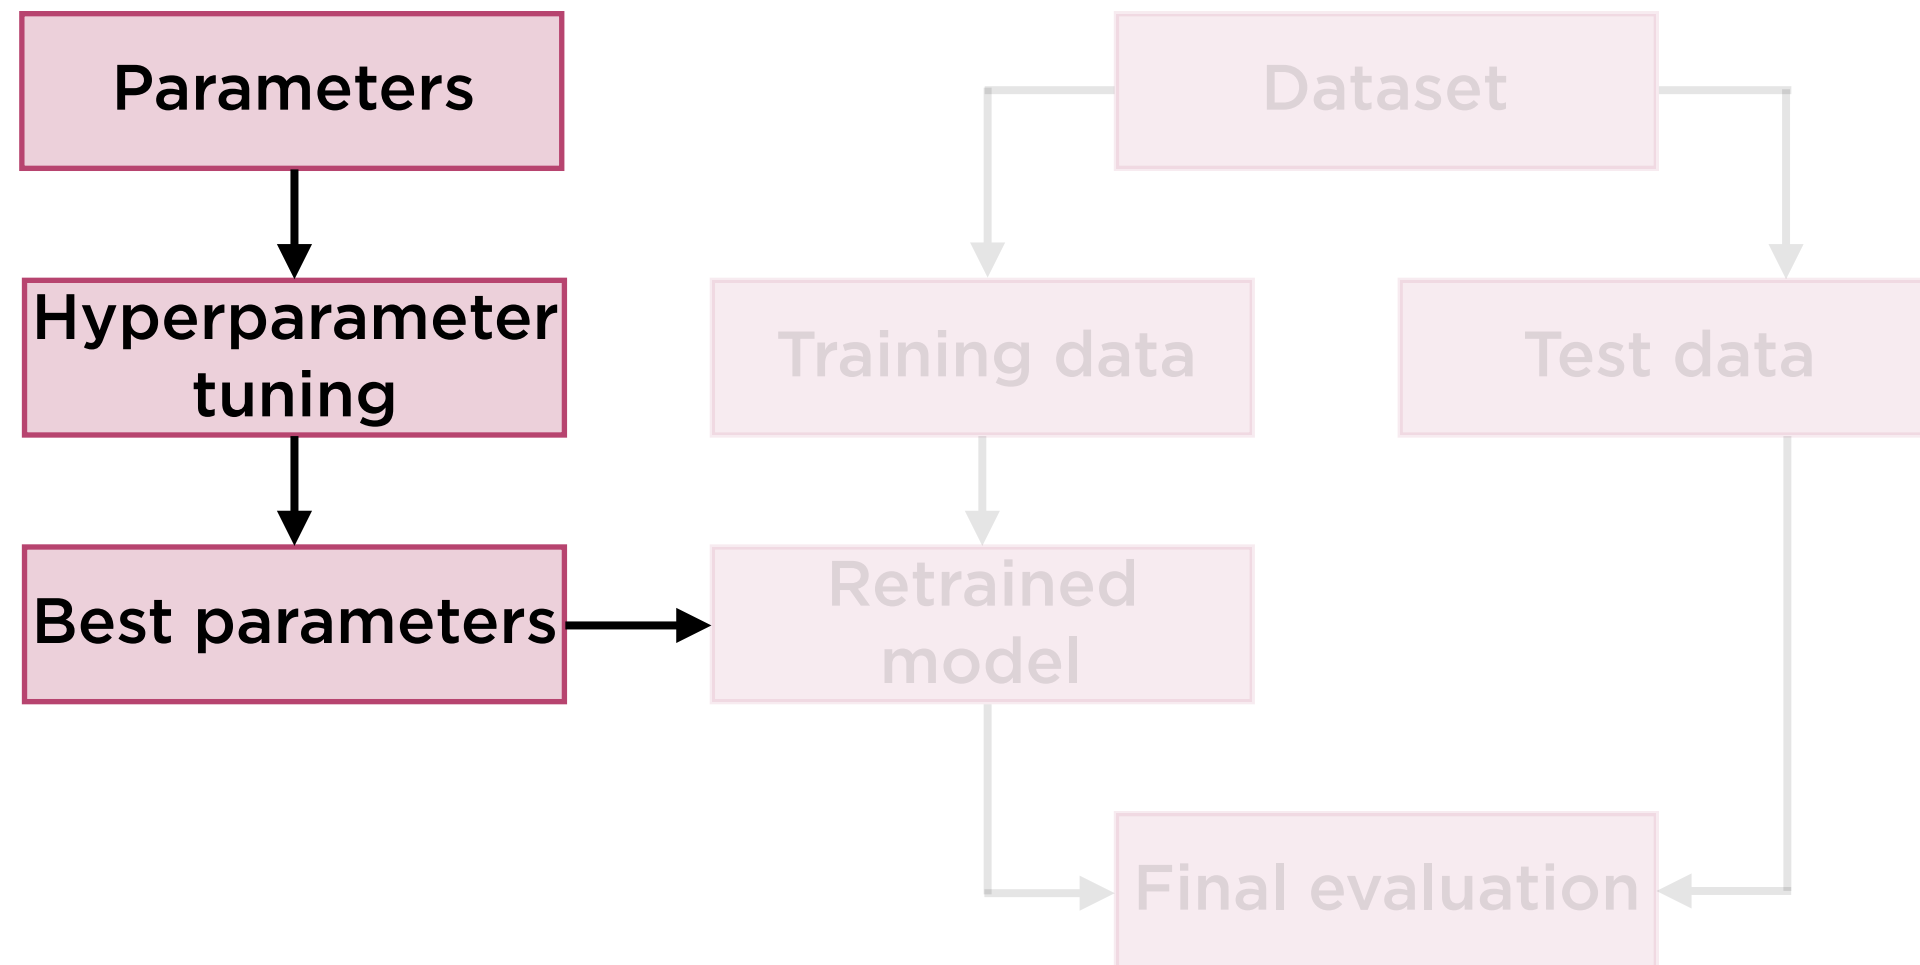 Parameters
Dataset
Hyperparameter
tuning
Training data
Test data
Best parameters
Retrained
model
Final evaluation